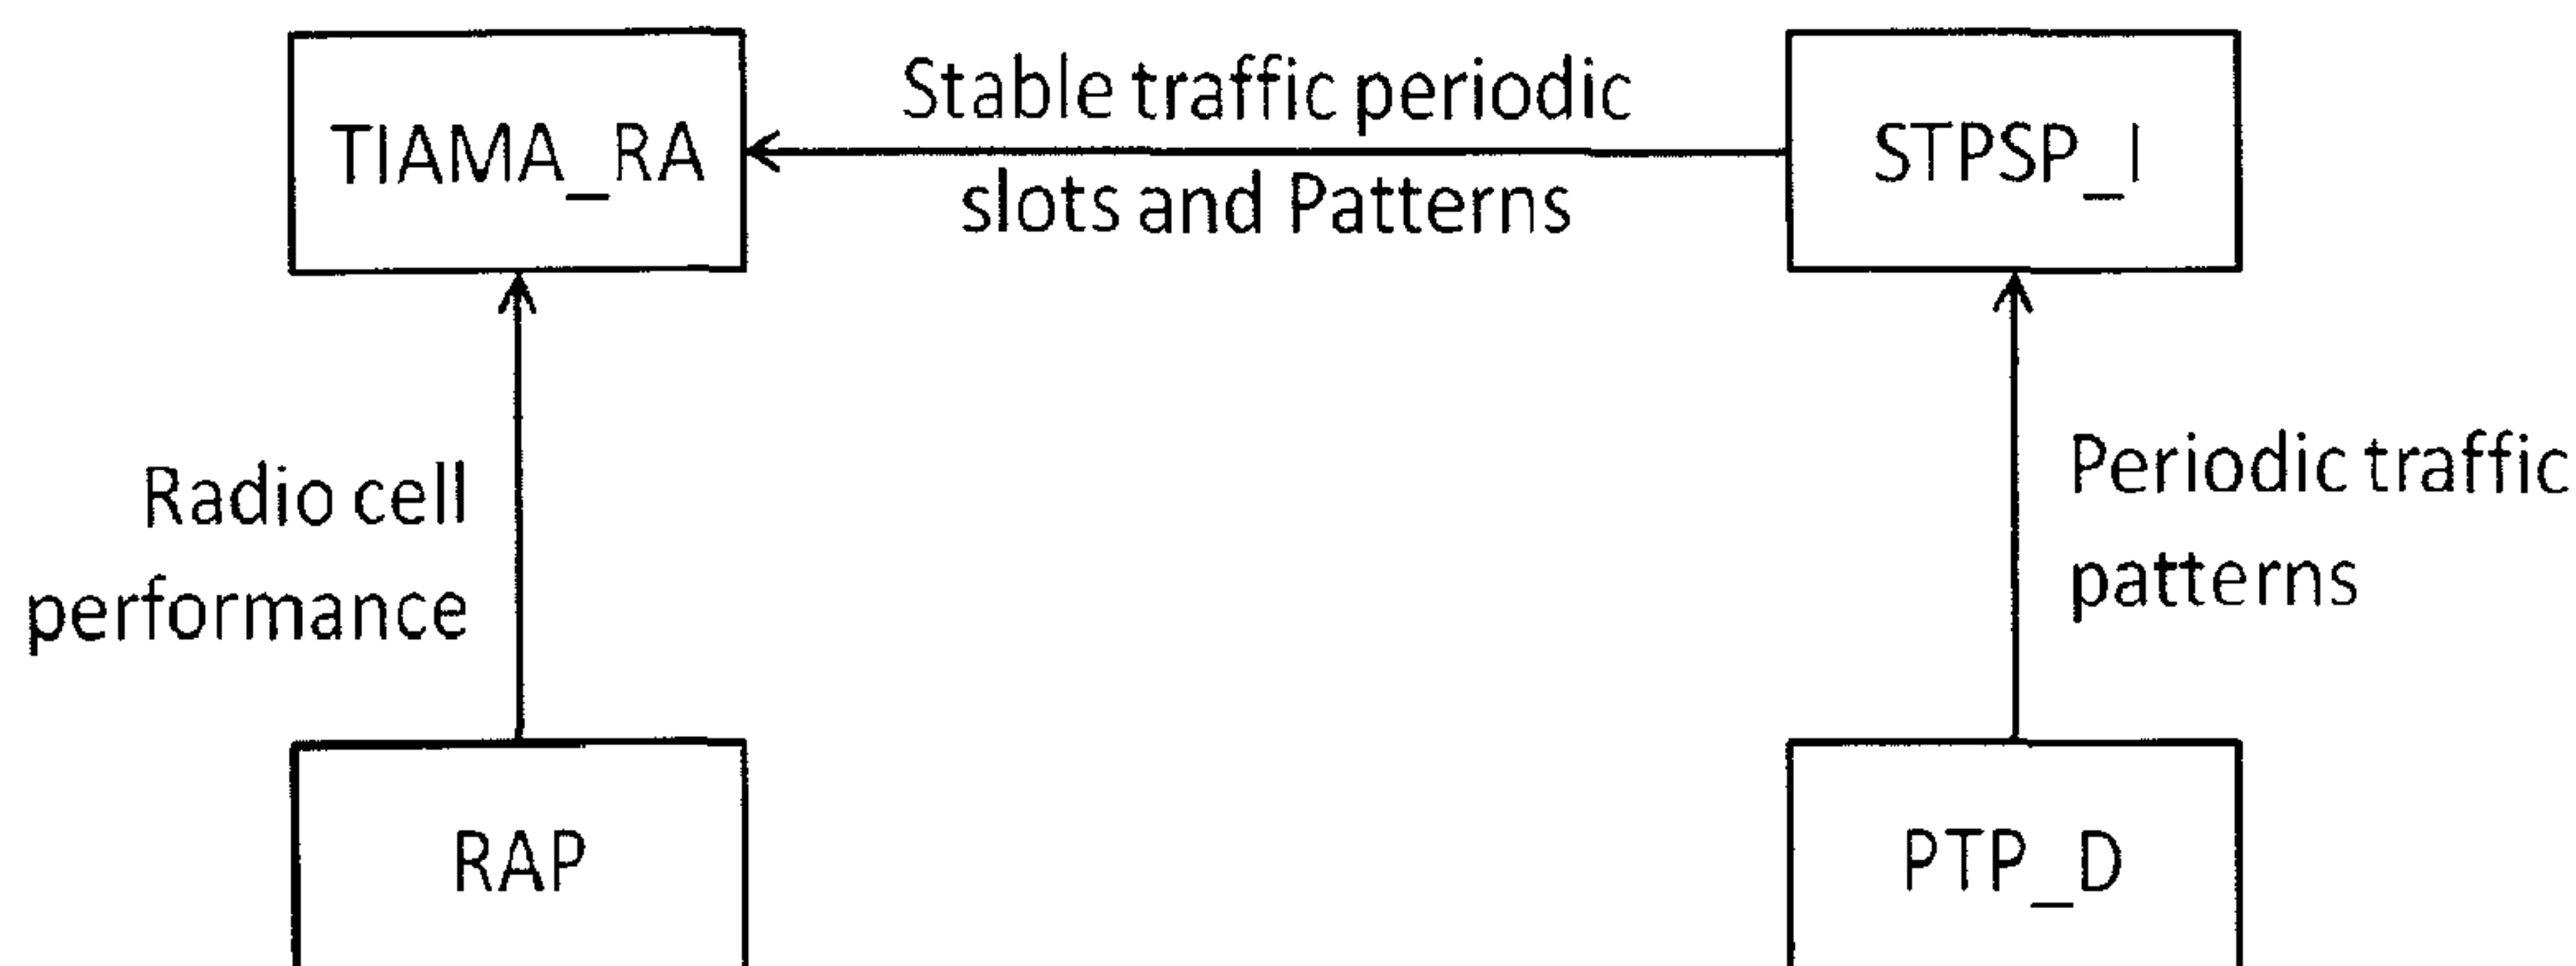 TIAMA_RA
Stable traffic periodic
slots and Patterns
STPSP_I
Radio cell
performance
Periodic traffic
patterns
RAP
PTP_D